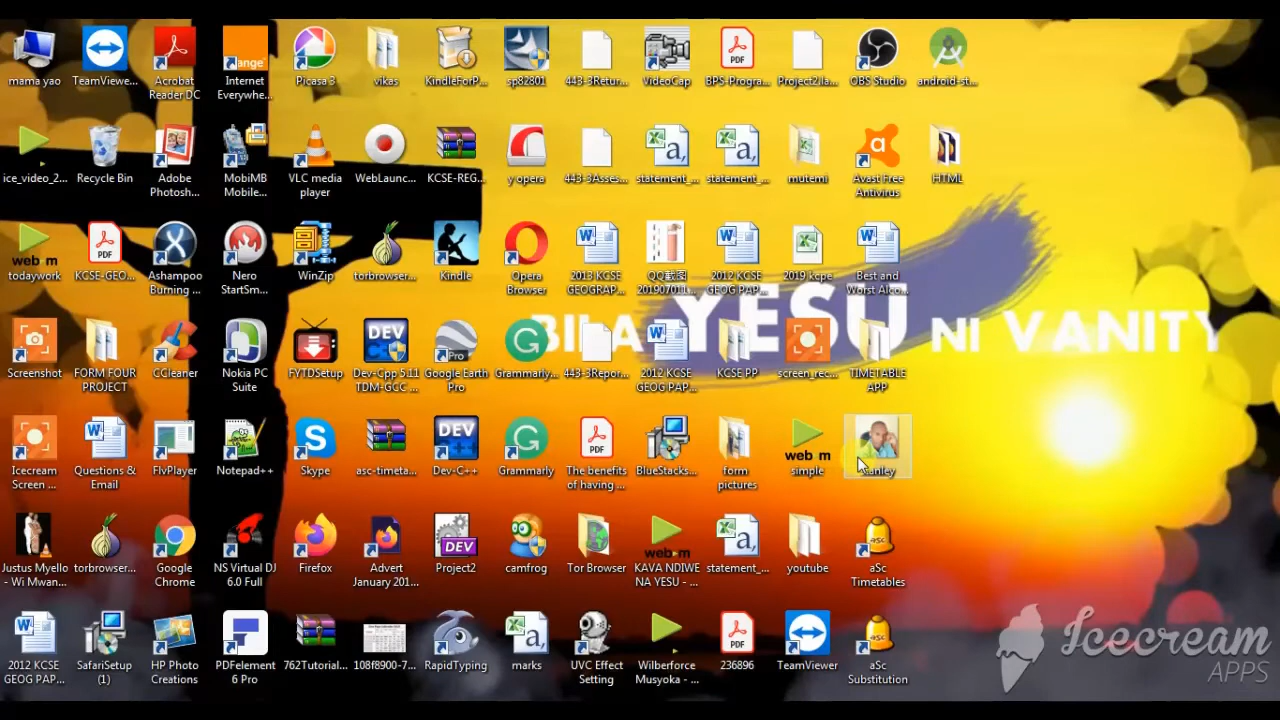 mama yao
TeamViewe...
Acrobat
Reader DC
Internet
Everywhe...
Picasa 3
vikas
KindleForP...
sp82801
443-3Retur...
VideoCap
BPS-Progra...
OBS Studio
android-st...
ice_video_2...
Recycle Bin
Adobe
Photosh...
MobiMB
Mobile...
VLC media
player
WebLaunc...
KCSE-REG...
y opera
443-3Asses...
statement_...
statement_...
mutemi
Avast Free
Antivirus
HTML
todaywork
KCSE-GEO...
Ashampoo
Burning ...
Nero
StartSm...
WinZip
torbrowser...
Kindle
Opera
Browser
2013 KCSE
GEOGRAP...
2012 KCSE
GEOG PAP...
2019 kcpe
Best and
Worst Alco...
BILA YESU NI VANITY
Screenshot
FORM FOUR
PROJECT
CCleaner
Nokia PC
Suite
FYTDSetup
Dev-Cpp 5.11
TDM-GCC ...
Google Earth
Pro
Grammarly...
443-3Repor...
2012 KCSE
GEOG PAP...
KCSE PP
screen_rec...
TIMETABLE
APP
Icecream
Screen ...
Questions &
Email
FlvPlayer
Notepad++
Skype
asc-timeta...
Dev-C++
Grammarly
The benefits
of having ...
BlueStacks...
form
pictures
simple
Justus Myello
- Wi Mwan...
torbrowser...
Google
Chrome
NS Virtual DJ
6.0 Full
Firefox
Advert
January 201...
Project2
camfrog
Tor Browser
KAVA NDIWE
NA YESU - ...
statement_...
youtube
aSc
Timetables
2012 KCSE
GEOG PAP...
SafariSetup
(1)
HP Photo
Creations
PDFelement
6 Pro
762Tutorial...
108f8900-7...
RapidTyping
marks
UVC Effect
Setting
Wilberforce
Musyoka - ...
236896
TeamViewer
aSc
Substitution
Icecream
APPS